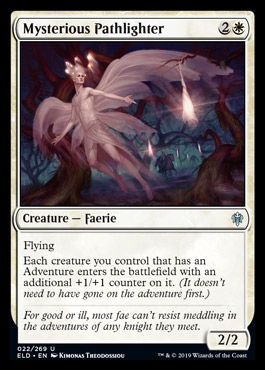 Mysterious Pathlighter 2
Creature — Faerie
Flying
Each creature you control that has an
Adventure enters the battlefield with an
additional +1/+1 counter on it. (It doesn't
need to have gone on the adventure first.)
For good or ill, most fae can't resist meddling in
the adventures of any knight they meet.
2/2
022/269 U
ELD • EN KIMONAS THEODOSSIOU
™ & © 2019 Wizards of the Coast